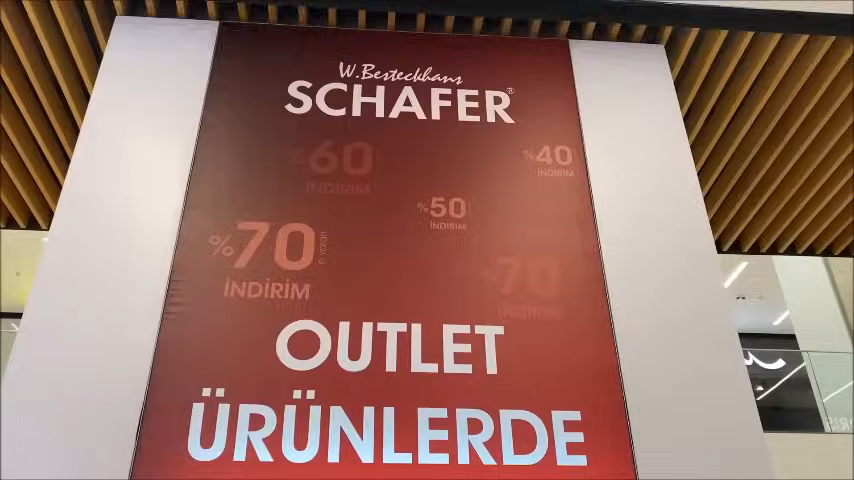 W.Besteckhaus
SCHAFER®
%60
İNDİRİM
%40
İNDİRİM
%50
İNDİRİM
%70
İNDİRİM
%70
İNDİRİM
OUTLET
ÜRÜNLERDE